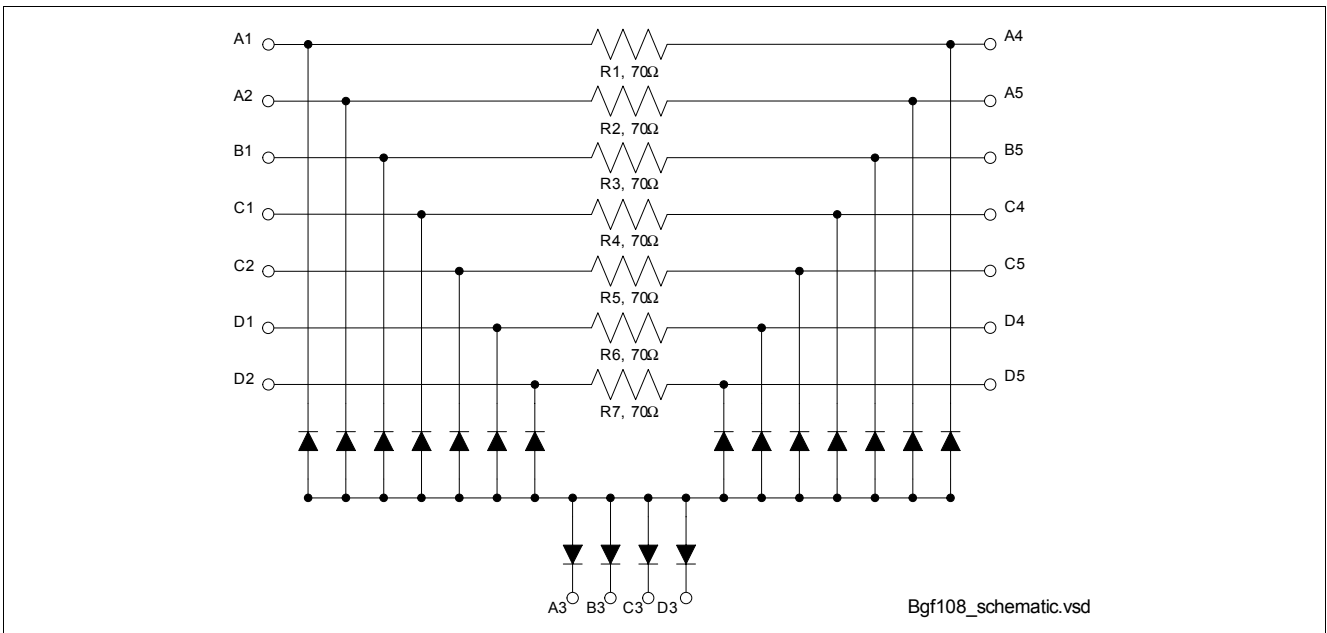 A1 A4
R1, 70Ω
A2 A5
R2, 70Ω
B1 B5
R3, 70Ω
C1 C4
R4, 70Ω
C2 C5
R5, 70Ω
D1 D4
R6, 70Ω
D2 D5
R7, 70Ω
A3 B3 C3 D3
Bgf108_schematic.vsd